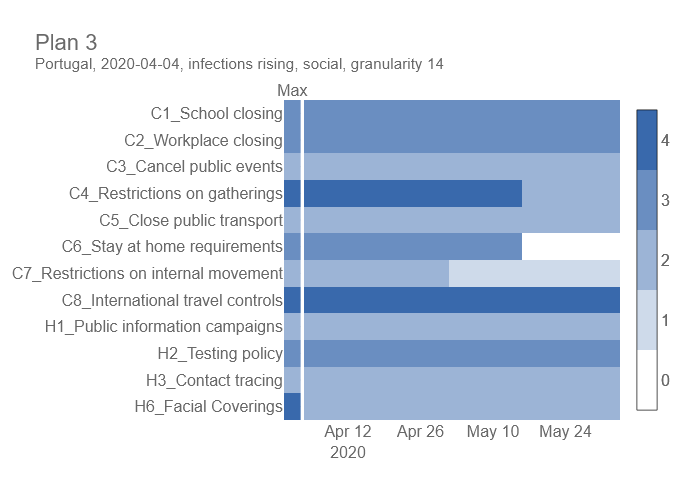 Plan 3
Portugal, 2020-04-04, infections rising, social, granularity 14
Max
C1_School closing
C2_Workplace closing
C3_Cancel public events
C4_Restrictions on gatherings
C5_Close public transport
C6_Stay at home requirements
C7_Restrictions on internal movement
C8_International travel controls
H1_Public information campaigns
H2_Testing policy
H3_Contact tracing
H6_Facial Coverings
4
3
2
1
0
Apr 12 Apr 26 May 10 May 24
2020